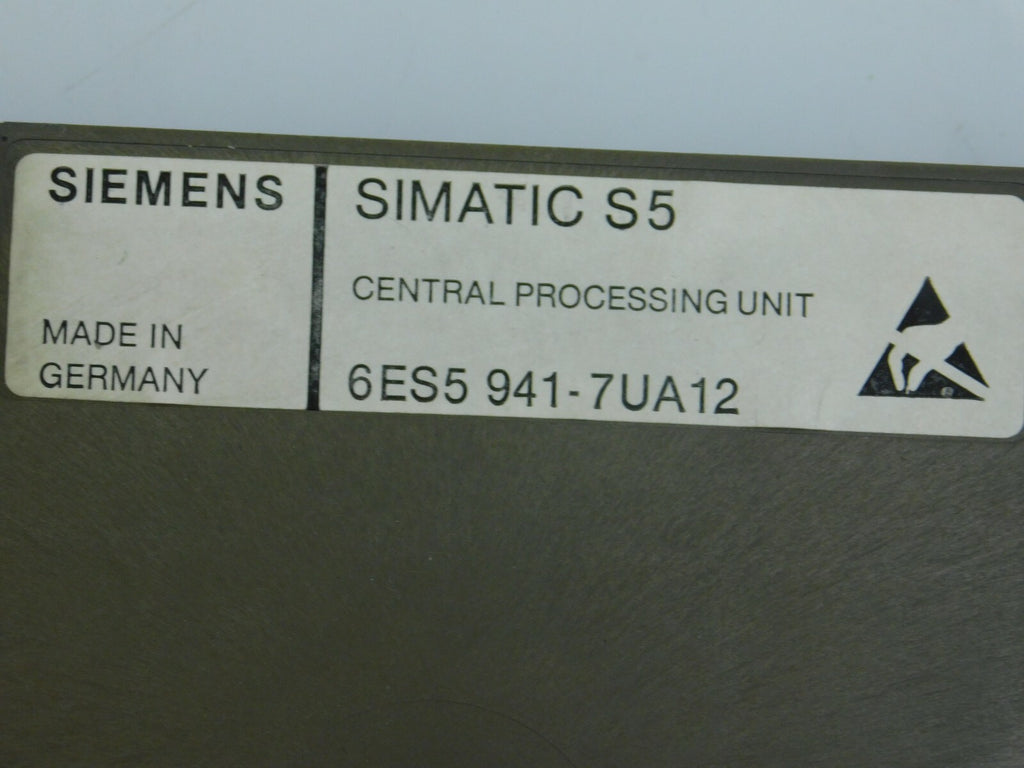 SIEMENS
MADE IN
GERMANY
SIMATIC S5
CENTRAL PROCESSING UNIT
6ES5 941-7UA12